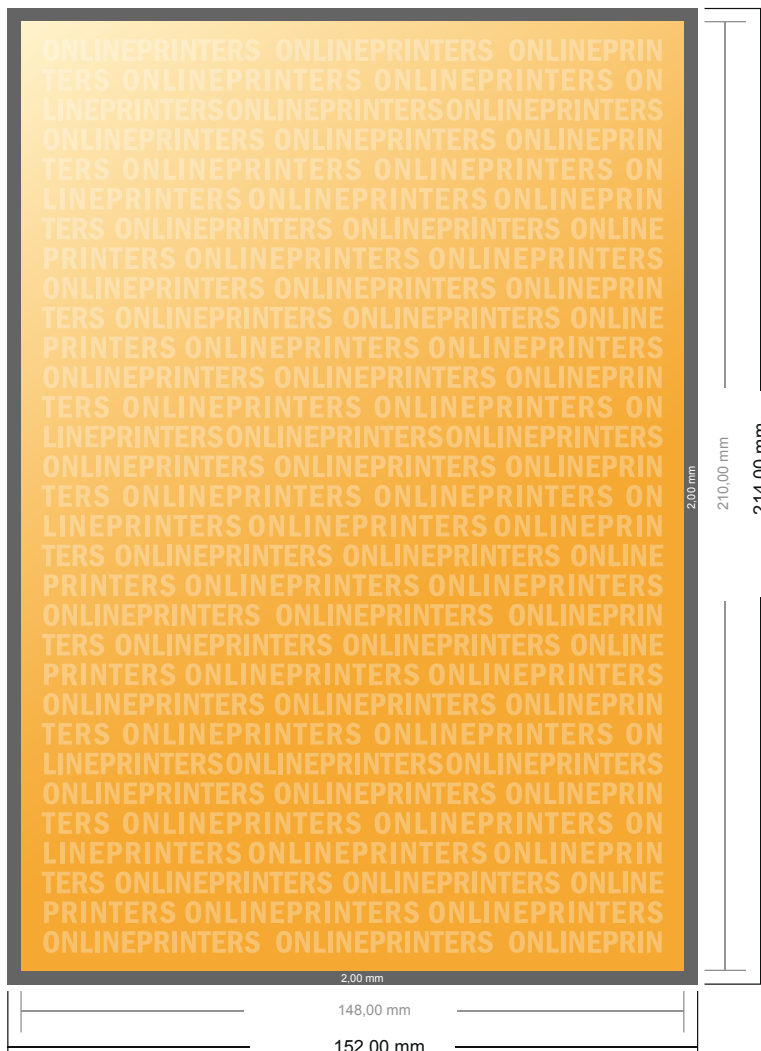 ONLINEPRINTERS ONLINEPRINTERS ONLINEPRIN
TERS ONLINEPRINTERS ONLINEPRINTERS ON
LINEPRINTERSONLINEPRINTERSONLINEPRINTERS
ONLINEPRINTERS ONLINEPRINTERS ONLINEPRIN
TERS ONLINEPRINTERS ONLINEPRINTERS ON
LINEPRINTERS ONLINEPRINTERS ONLINEPRIN
TERS ONLINEPRINTERS ONLINEPRINTERS ONLINE
PRINTERS ONLINEPRINTERS ONLINEPRINTERS
ONLINEPRINTERS ONLINEPRINTERS ONLINEPRIN
TERS ONLINEPRINTERS ONLINEPRINTERS ONLINE
PRINTERS ONLINEPRINTERS ONLINEPRINTERS
ONLINEPRINTERS ONLINEPRINTERS ONLINEPRIN
TERS ONLINEPRINTERS ONLINEPRINTERS ON
LINEPRINTERSONLINEPRINTERSONLINEPRINTERS
ONLINEPRINTERS ONLINEPRINTERS ONLINEPRIN
TERS ONLINEPRINTERS ONLINEPRINTERS ON
LINEPRINTERS ONLINEPRINTERS ONLINEPRIN
TERS ONLINEPRINTERS ONLINEPRINTERS ONLINE
PRINTERS ONLINEPRINTERS ONLINEPRINTERS
ONLINEPRINTERS ONLINEPRINTERS ONLINEPRIN
TERS ONLINEPRINTERS ONLINEPRINTERS ONLINE
PRINTERS ONLINEPRINTERS ONLINEPRINTERS
ONLINEPRINTERS ONLINEPRINTERS ONLINEPRIN
TERS ONLINEPRINTERS ONLINEPRINTERS ON
LINEPRINTERSONLINEPRINTERSONLINEPRINTERS
ONLINEPRINTERS ONLINEPRINTERS ONLINEPRIN
TERS ONLINEPRINTERS ONLINEPRINTERS ON
LINEPRINTERS ONLINEPRINTERS ONLINEPRIN
TERS ONLINEPRINTERS ONLINEPRINTERS ONLINE
PRINTERS ONLINEPRINTERS ONLINEPRINTERS
ONLINEPRINTERS ONLINEPRINTERS ONLINEPRIN
2,00 mm
210,00 mm
214,00 mm
2,00 mm
148,00 mm
152,00 mm